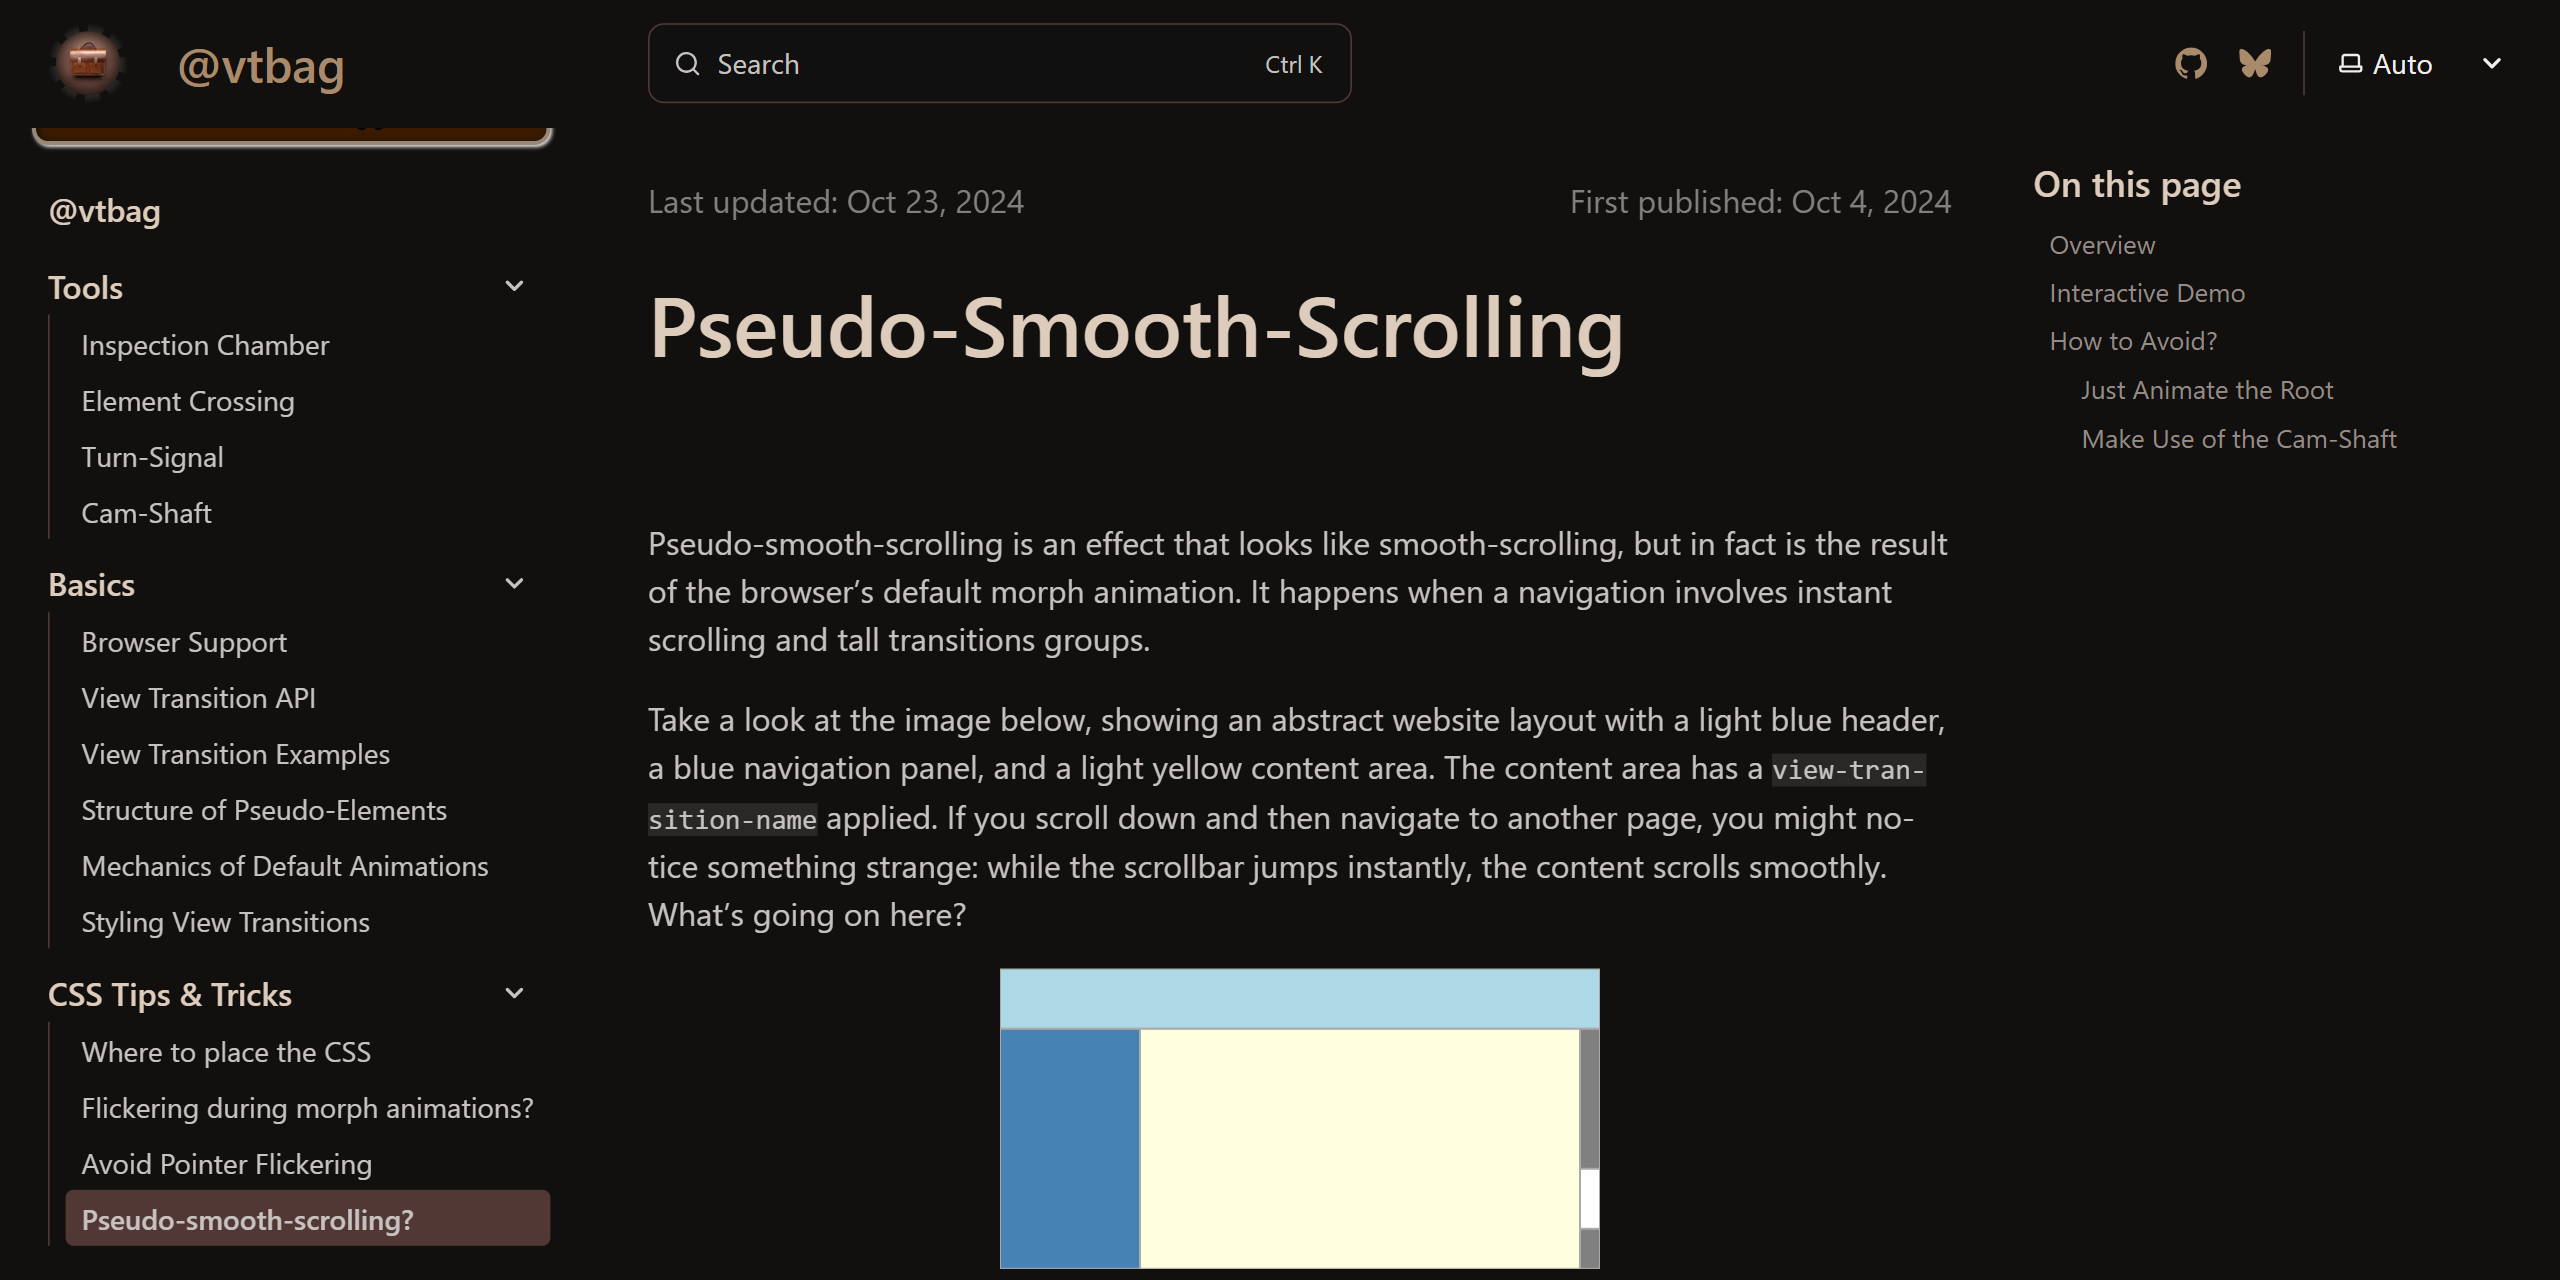 @vtbag
Search
Ctrl K
Auto
@vtbag
Tools
Inspection Chamber
Element Crossing
Turn-Signal
Cam-Shaft
Basics
Browser Support
View Transition API
View Transition Examples
Structure of Pseudo-Elements
Mechanics of Default Animations
Styling View Transitions
CSS Tips & Tricks
Where to place the CSS
Flickering during morph animations?
Avoid Pointer Flickering
Pseudo-smooth-scrolling?
Last updated: Oct 23, 2024
First published: Oct 4, 2024
Pseudo-Smooth-Scrolling
Pseudo-smooth-scrolling is an effect that looks like smooth-scrolling, but in fact is the result
of the browser’s default morph animation. It happens when a navigation involves instant
scrolling and tall transitions groups.
Take a look at the image below, showing an abstract website layout with a light blue header,
a blue navigation panel, and a light yellow content area. The content area has a view-tran-
sition-name applied. If you scroll down and then navigate to another page, you might no-
tice something strange: while the scrollbar jumps instantly, the content scrolls smoothly.
What’s going on here?
On this page
Overview
Interactive Demo
How to Avoid?
Just Animate the Root
Make Use of the Cam-Shaft